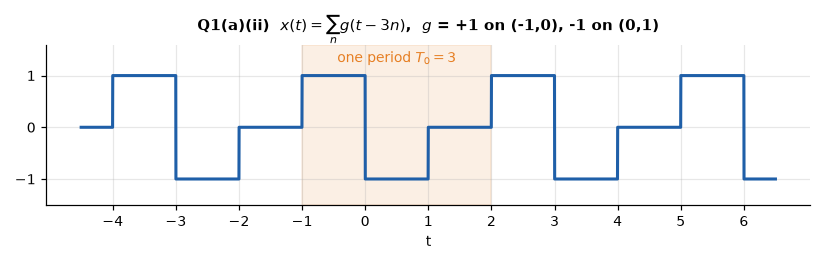 Q1(a)(ii) x(t) = ∑ₙ g(t − 3n), g = +1 on (-1,0), -1 on (0,1)
one period T₀ = 3
1
0
−1
−4 −3 −2 −1 0 1 2 3 4 5 6
t